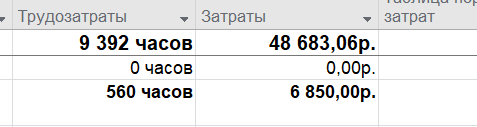 Трудозатраты Затраты затрат
9 392 часов 48 683,06р.
0 часов 0,00р.
560 часов 6 850,00р.